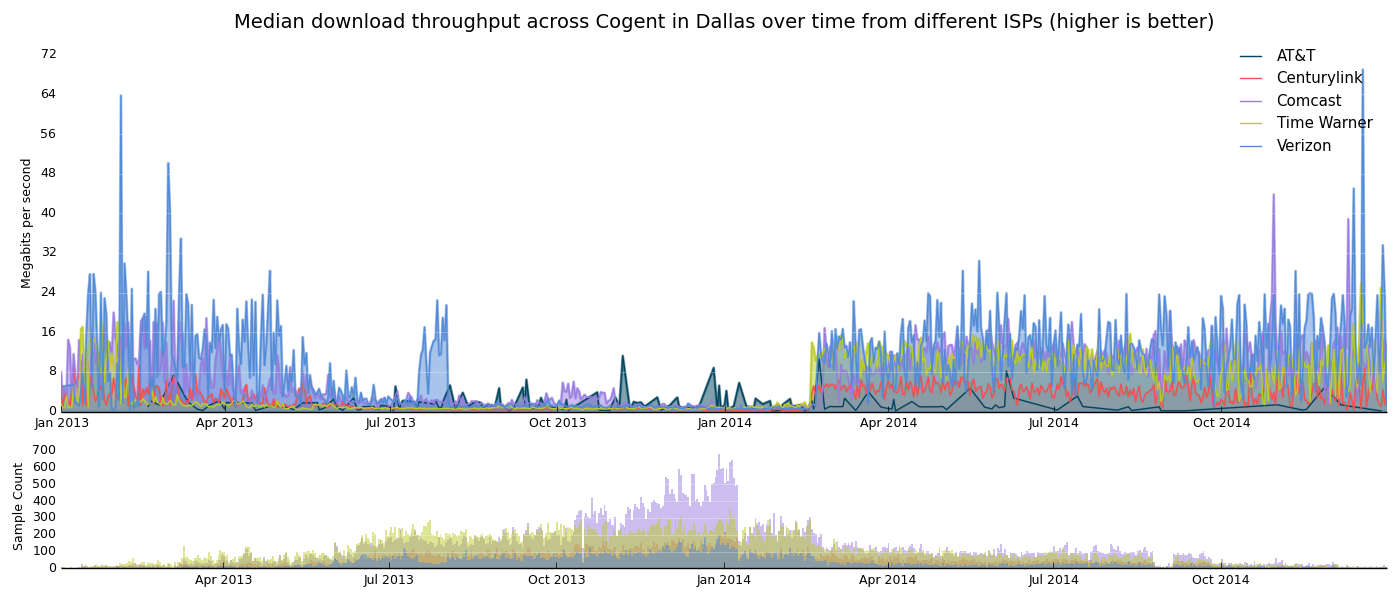 Median download throughput across Cogent in Dallas over time from different ISPs (higher is better)
72
64
56
48
40
32
24
16
8
0
Megabits per second
AT&T
Centurylink
Comcast
Time Warner
Verizon
Jan 2013
Apr 2013
Jul 2013
Oct 2013
Jan 2014
Apr 2014
Jul 2014
Oct 2014
700
600
500
400
300
200
100
0
Sample Count
Apr 2013
Jul 2013
Oct 2013
Jan 2014
Apr 2014
Jul 2014
Oct 2014